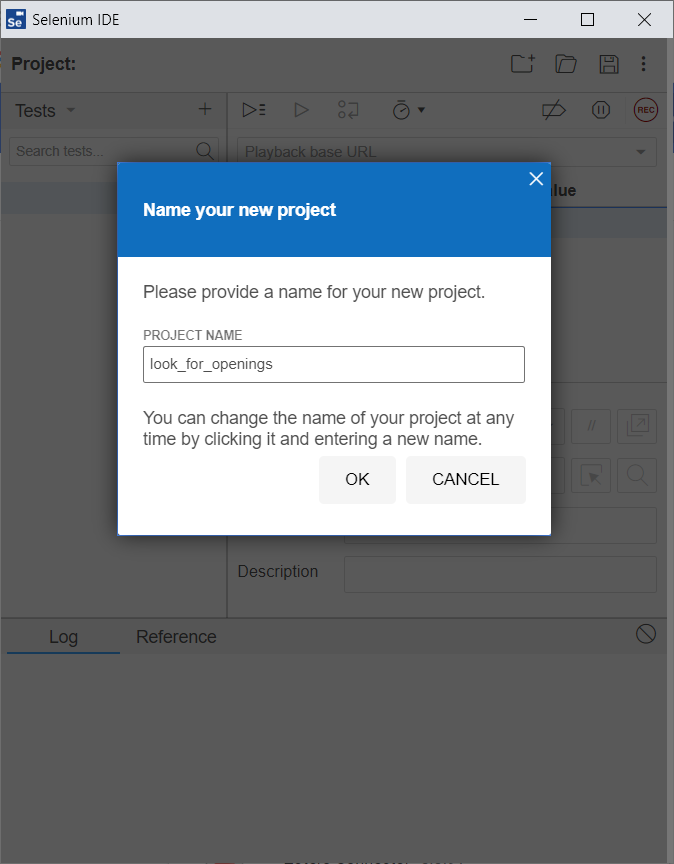 Se Selenium IDE
Project:
Tests
REC
Search tests...
Playback base URL
Name your new project
Please provide a name for your new project.
PROJECT NAME
look_for_openings
You can change the name of your project at any
time by clicking it and entering a new name.
//
OK CANCEL
Description
Log Reference